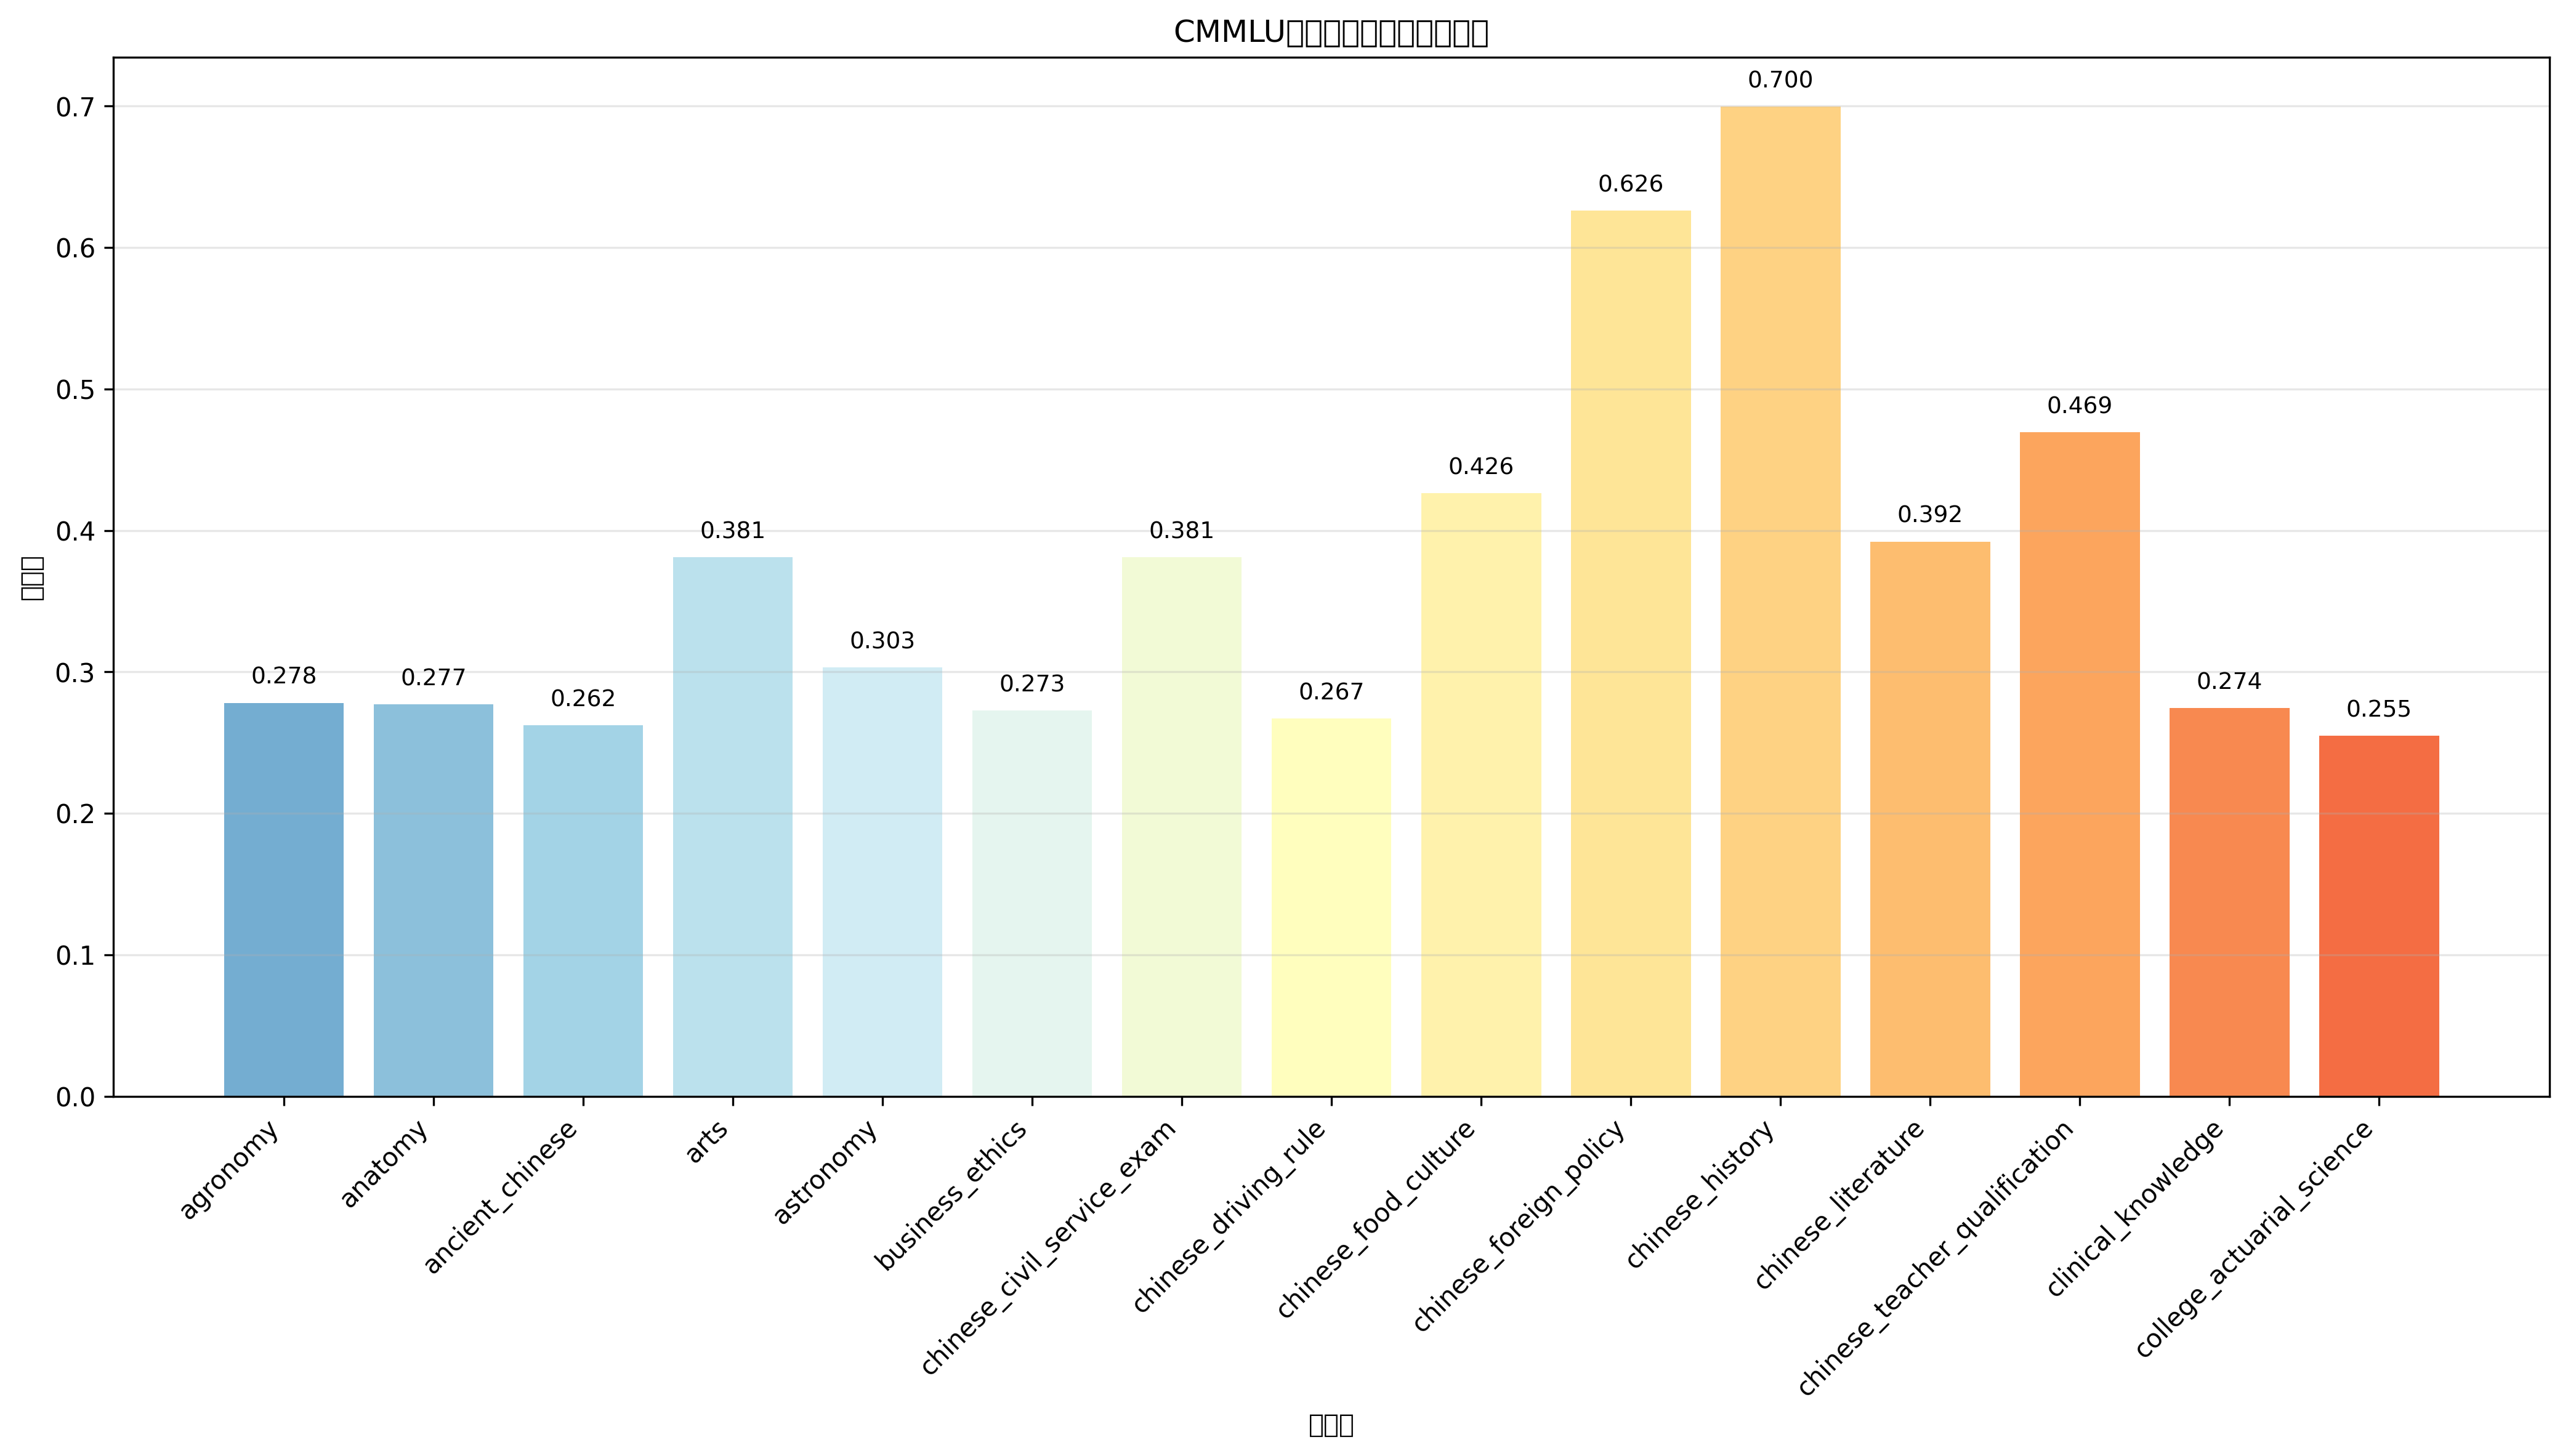 CMMLU
0.700
0.626
0.469
0.426
0.392
0.381
0.381
0.303
0.278
0.277
0.262
0.273
0.267
0.274
0.255
0.7
0.6
0.5
0.4
0.3
0.2
0.1
0.0
agronomy
anatomy
ancient_chinese
arts
astronomy
business_ethics
chinese_civil_service_exam
chinese_driving_rule
chinese_food_culture
chinese_foreign_policy
chinese_history
chinese_literature
chinese_teacher_qualification
clinical_knowledge
college_actuarial_science